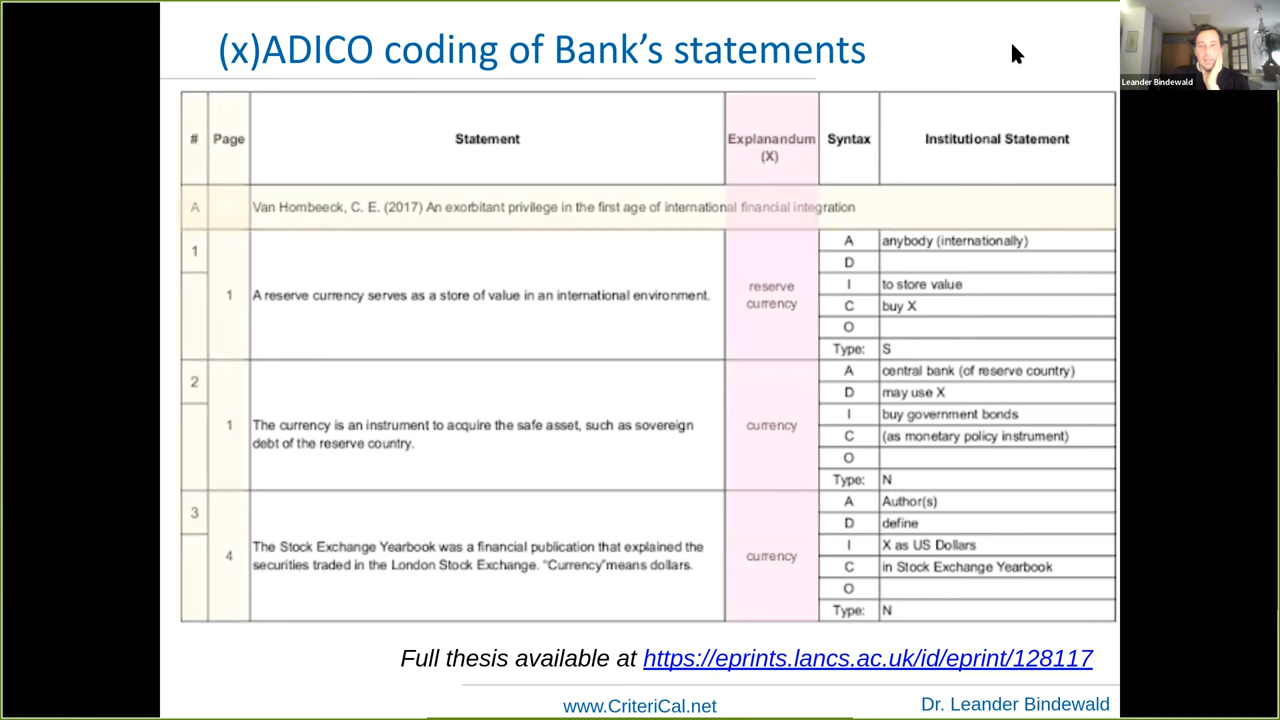 (x)ADICO coding of Bank's statements
Leander Bindewald
# Page Statement Explanandum (X) Syntax Institutional Statement
A Van Hombeeck, C. E. (2017) An exorbitant privilege in the first age of international financial integration
1
1
A reserve currency serves as a store of value in an international environment.
reserve
currency
A anybody (internationally)
D
I to store value
C buy X
O
Type: S
2
1
The currency is an instrument to acquire the safe asset, such as sovereign
debt of the reserve country.
currency
A central bank (of reserve country)
D may use X
I buy government bonds
C (as monetary policy instrument)
O
Type: N
3
4
The Stock Exchange Yearbook was a financial publication that explained the
securities traded in the London Stock Exchange. "Currency"means dollars.
currency
A Author(s)
D define
I X as US Dollars
C in Stock Exchange Yearbook
O
Type: N
Full thesis available at https://eprints.lancs.ac.uk/id/eprint/128117
www.CriteriCal.net
Dr. Leander Bindewald